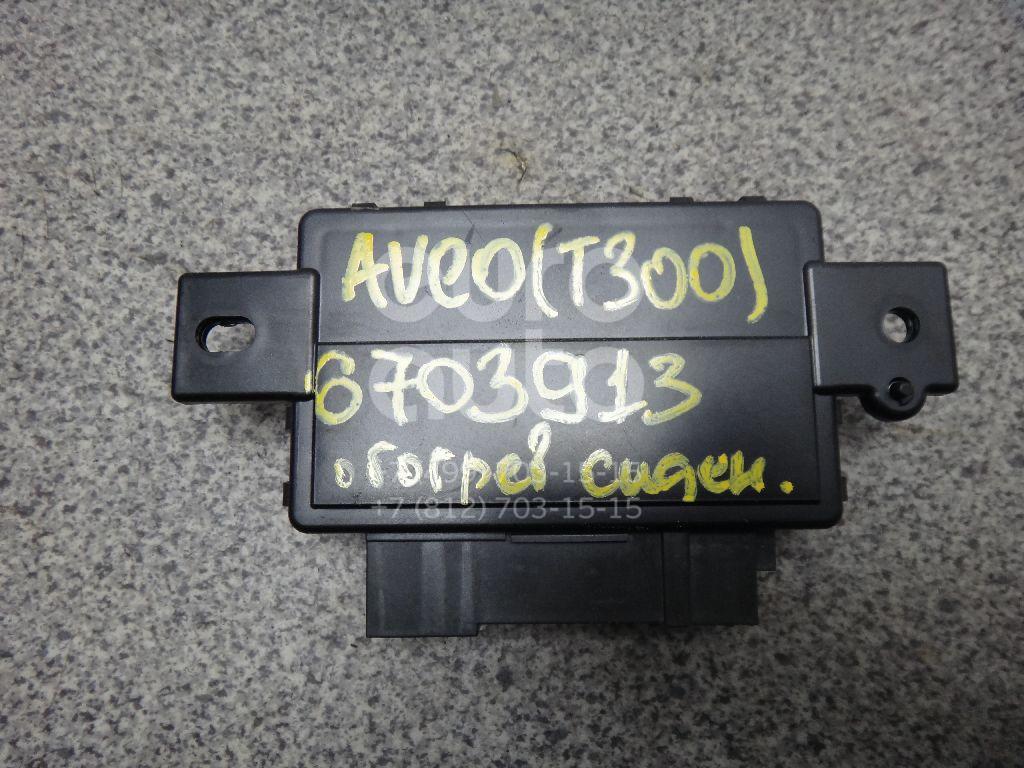 AVEO (T300)
6703913
обогрев сиден.
+7 (812) 703-15-15